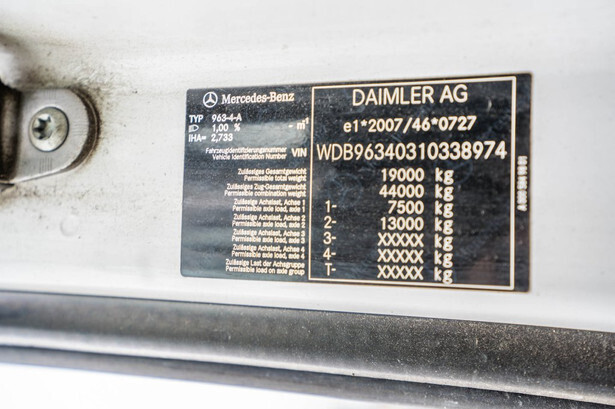 Mercedes-Benz
DAIMLER AG
TYP 963-4-A
1,00 % - m⁻¹
IHA= 2,733
e1*2007/46*0727
Fahrzeugidentifizierungsnummer
Vehicle Identification Number VIN WDB96340310338974
Zulässiges Gesamtgewicht
Permissible total weight 19000 kg
Zulässiges Zug-Gesamtgewicht
Permissible combination weight 44000 kg
Zulässige Achslast, Achse 1
Permissible axle load, axle 1 1- 7500 kg
Zulässige Achslast, Achse 2
Permissible axle load, axle 2 2- 13000 kg
Zulässige Achslast, Achse 3
Permissible axle load, axle 3 3- XXXXX kg
Zulässige Achslast, Achse 4
Permissible axle load, axle 4 4- XXXXX kg
Zulässige Last der Achsgruppe
Permissible load on axle group T- XXXXX kg